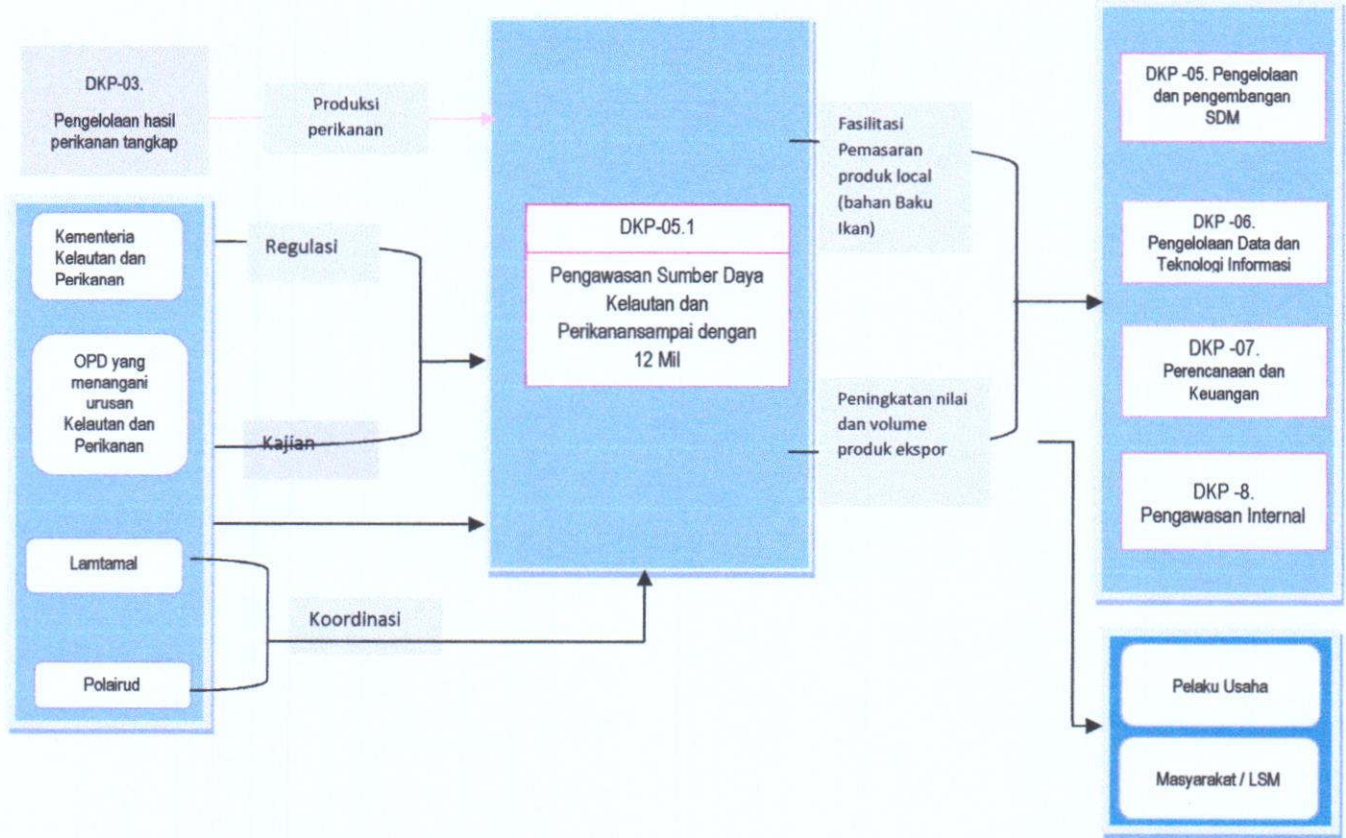 DKP-03.
Pengelolaan hasil
perikanan tangkap
Produksi
perikanan
Kementeria
Kelautan dan
Perikanan
OPD yang
menangani
urusan
Kelautan dan
Perikanan
Lamtamal
Polairud
Regulasi
Kajian
Koordinasi
DKP-05.1
Pengawasan Sumber Daya
Kelautan dan
Perikanansampai dengan
12 Mil
Fasilitasi
Pemasaran
produk local
(bahan Baku
Ikan)
Peningkatan nilai
dan volume
produk ekspor
DKP -05. Pengelolaan
dan pengembangan
SDM
DKP -06.
Pengelolaan Data dan
Teknologi Informasi
DKP -07.
Perencanaan dan
Keuangan
DKP -8.
Pengawasan Internal
Pelaku Usaha
Masyarakat / LSM